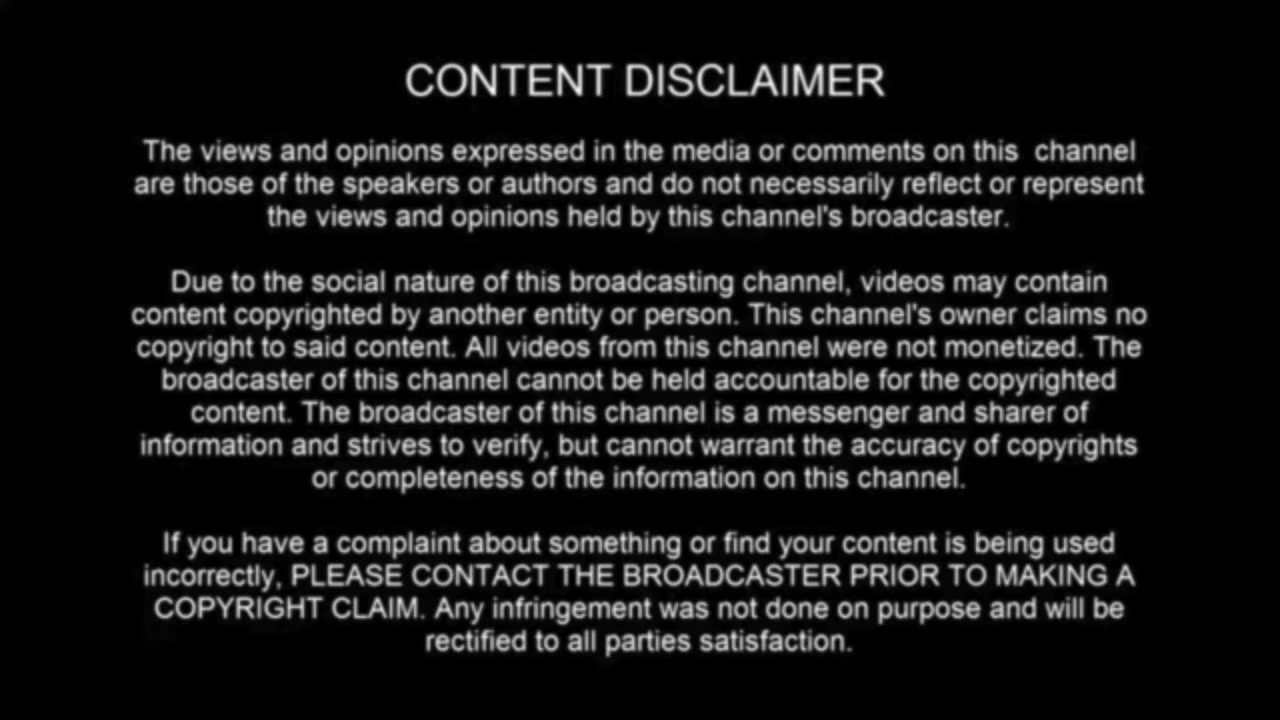 CONTENT DISCLAIMER
The views and opinions expressed in the media or comments on this channel
are those of the speakers or authors and do not necessarily reflect or represent
the views and opinions held by this channel's broadcaster.
Due to the social nature of this broadcasting channel, videos may contain
content copyrighted by another entity or person. This channel's owner claims no
copyright to said content. All videos from this channel were not monetized. The
broadcaster of this channel cannot be held accountable for the copyrighted
content. The broadcaster of this channel is a messenger and sharer of
information and strives to verify, but cannot warrant the accuracy of copyrights
or completeness of the information on this channel.
If you have a complaint about something or find your content is being used
incorrectly, PLEASE CONTACT THE BROADCASTER PRIOR TO MAKING A
COPYRIGHT CLAIM. Any infringement was not done on purpose and will be
rectified to all parties satisfaction.